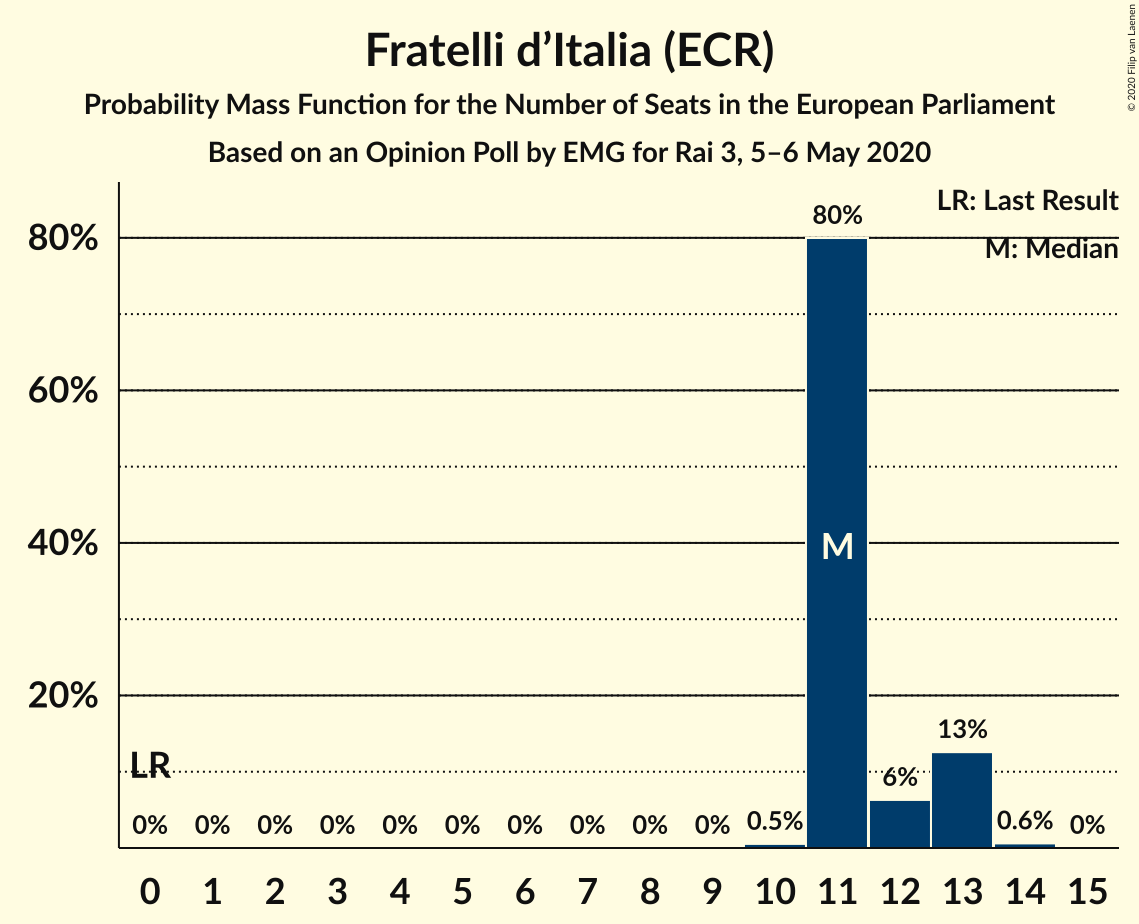 Fratelli d’Italia (ECR)
Probability Mass Function for the Number of Seats in the European Parliament
Based on an Opinion Poll by EMG for Rai 3, 5–6 May 2020
© 2020 Filip van Laenen
LR: Last Result
M: Median
80%
60%
40%
20%
80%
M
LR
0% 0% 0% 0% 0% 0% 0% 0% 0% 0% 0.5% 6% 13% 0.6% 0%
0 1 2 3 4 5 6 7 8 9 10 11 12 13 14 15